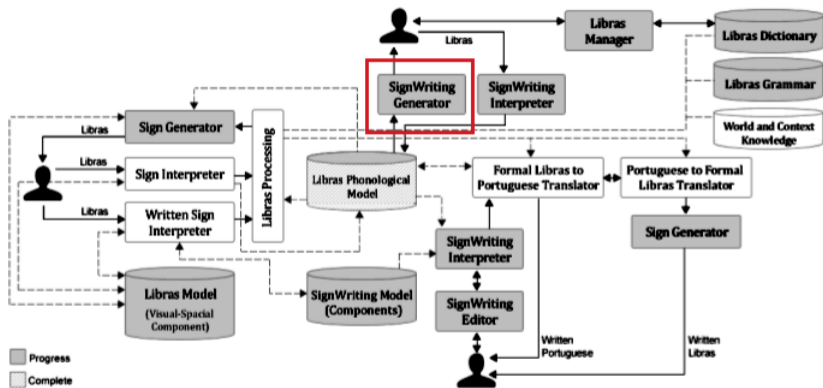 Libras
Libras
Manager
Libras Dictionary
SignWriting
Generator
SignWriting
Interpreter
Libras Grammar
Libras
Sign Generator
World and Context
Knowledge
Libras
Sign Interpreter
Libras Processing
Libras Phonological
Model
Formal Libras to
Portuguese Translator
Portuguese to Formal
Libras Translator
Libras
Written Sign
Interpreter
SignWriting
Interpreter
Sign Generator
Libras Model
(Visual-Spacial
Component)
SignWriting Model
(Components)
SignWriting
Editor
Written
Portuguese
Written
Libras
Progress
Complete